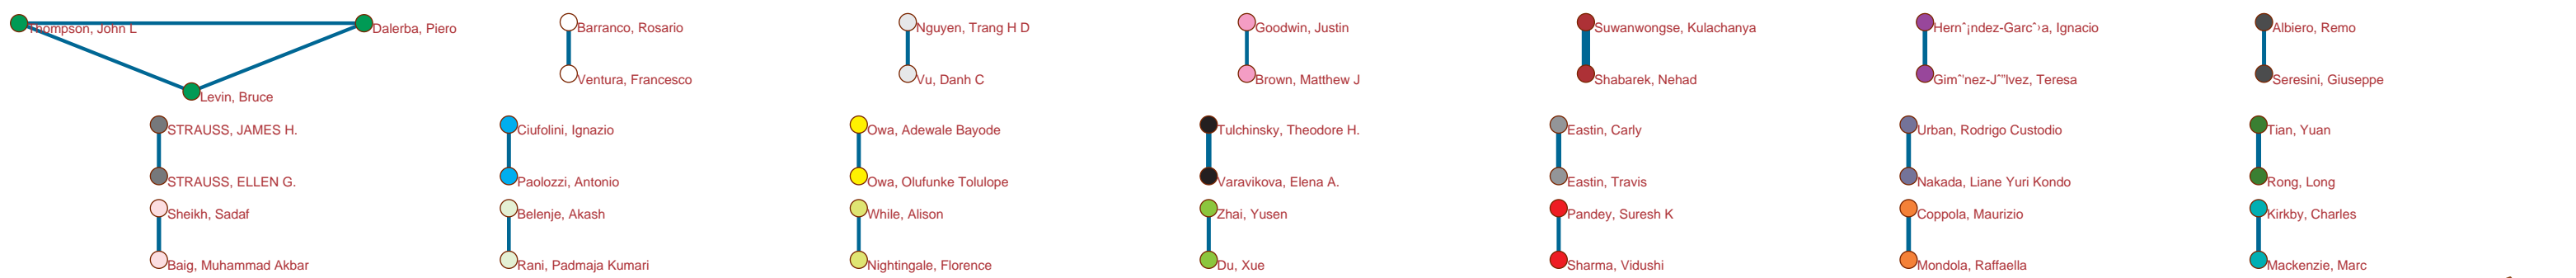 Thompson, John L
Dalerba, Piero
Levin, Bruce
Barranco, Rosario
Ventura, Francesco
Nguyen, Trang H D
Vu, Danh C
Goodwin, Justin
Brown, Matthew J
Suwanwongse, Kulachanya
Shabarek, Nehad
Hernˆ¡ndez-Garcˆ›a, Ignacio
Gimˆ'nez-Jˆ"lvez, Teresa
Albiero, Remo
Seresini, Giuseppe
STRAUSS, JAMES H.
STRAUSS, ELLEN G.
Ciufolini, Ignazio
Paolozzi, Antonio
Owa, Adewale Bayode
Owa, Olufunke Tolulope
Tulchinsky, Theodore H.
Varavikova, Elena A.
Eastin, Carly
Eastin, Travis
Urban, Rodrigo Custodio
Nakada, Liane Yuri Kondo
Tian, Yuan
Rong, Long
Sheikh, Sadaf
Baig, Muhammad Akbar
Belenje, Akash
Rani, Padmaja Kumari
While, Alison
Nightingale, Florence
Zhai, Yusen
Du, Xue
Pandey, Suresh K
Sharma, Vidushi
Coppola, Maurizio
Mondola, Raffaella
Kirkby, Charles
Mackenzie, Marc